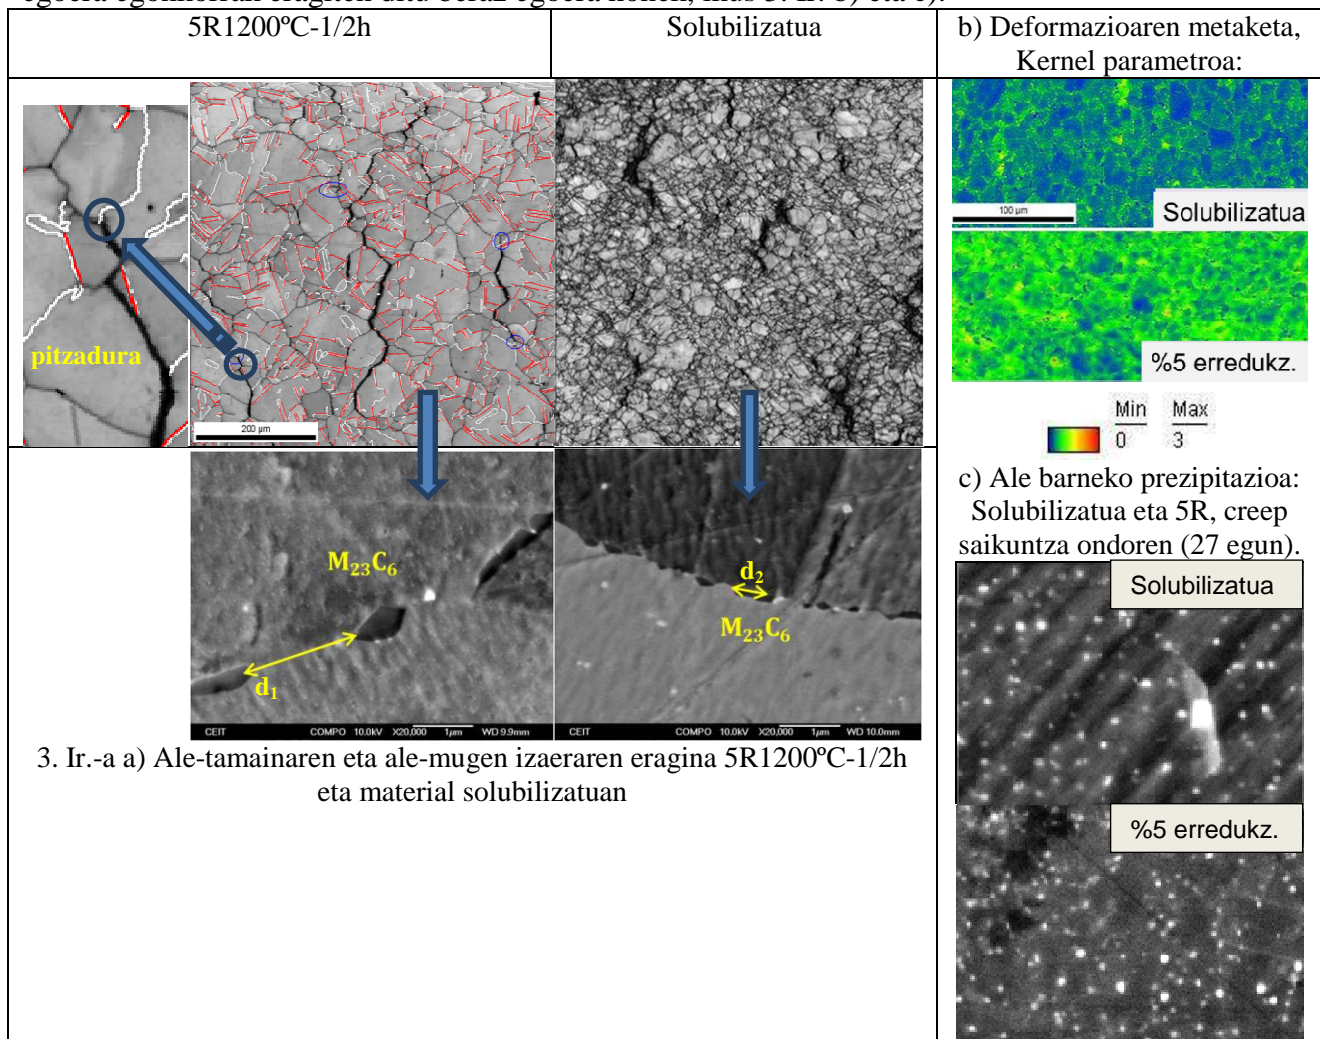 5R1200ºC-1/2h
Solubilizatua
b) Deformazioaren metaketa,
Kernel parametroa:
pitzadura
200 µm
100 µm
Solubilizatua
%5 erredukz.
Min Max
0 3
M₂₃C₆
d₁
CEIT COMPO 10.0kV X20,000 1µm WD 9.9mm
d₂
M₂₃C₆
CEIT COMPO 10.0kV X20,000 1µm WD 10.0mm
3. Ir.-a a) Ale-tamainaren eta ale-mugen izaeraren eragina 5R1200ºC-1/2h
eta material solubilizatuan
c) Ale barneko prezipitazioa:
Solubilizatua eta 5R, creep
saikuntza ondoren (27 egun).
Solubilizatua
%5 erredukz.